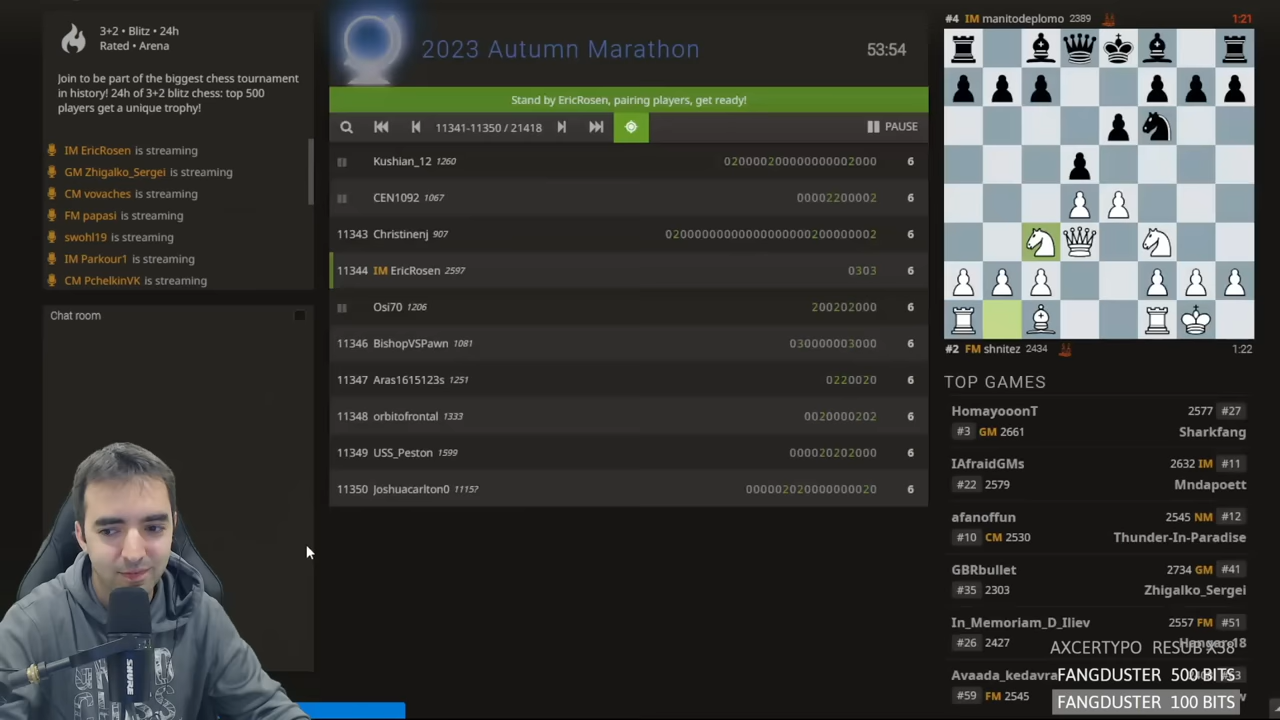 3+2 • Blitz • 24h
Rated • Arena
Join to be part of the biggest chess tournament
in history! 24h of 3+2 blitz chess: top 500
players get a unique trophy!
IM EricRosen is streaming
GM Zhigalko_Sergei is streaming
CM vovaches is streaming
FM papasi is streaming
swohl19 is streaming
IM Parkour1 is streaming
CM PchelkinVK is streaming
Chat room
2023 Autumn Marathon 53:54
Stand by EricRosen, pairing players, get ready!
11341-11350 / 21418 PAUSE
Kushian_12 1260 0200000200000000002000 6
CEN1092 1067 00002200002 6
11343 Christinenj 907 6
11344 IM EricRosen 2597 0303 6
Osi70 1206 200202000 6
11346 BishopVSPawn 1081 030000003000 6
11347 Aras1615123s 1251 0220020 6
11348 orbitofrontal 1333 0020000202 6
11349 USS_Peston 1599 000020202000 6
11350 Joshuacarlton0 1115? 6
#4 IM manitodeplomo 2389 1:21
#2 FM shnitez 2434 1:22
TOP GAMES
HomayooonT 2577 #27
#3 GM 2661 Sharkfang
IAfraidGMs 2632 IM #11
#22 2579 Mndapoett
afanoffun 2545 NM #12
#10 CM 2530 Thunder-In-Paradise
GBRbullet 2734 GM #41
#35 2303 Zhigalko_Sergei
In_Memoriam_D_Iliev 2557 FM #51
#26 2427
AXCERTYPO RESUB X38
Avaada_kedavra
FANGDUSTER 500 BITS
#59 FM 2545
FANGDUSTER 100 BITS
SHURE